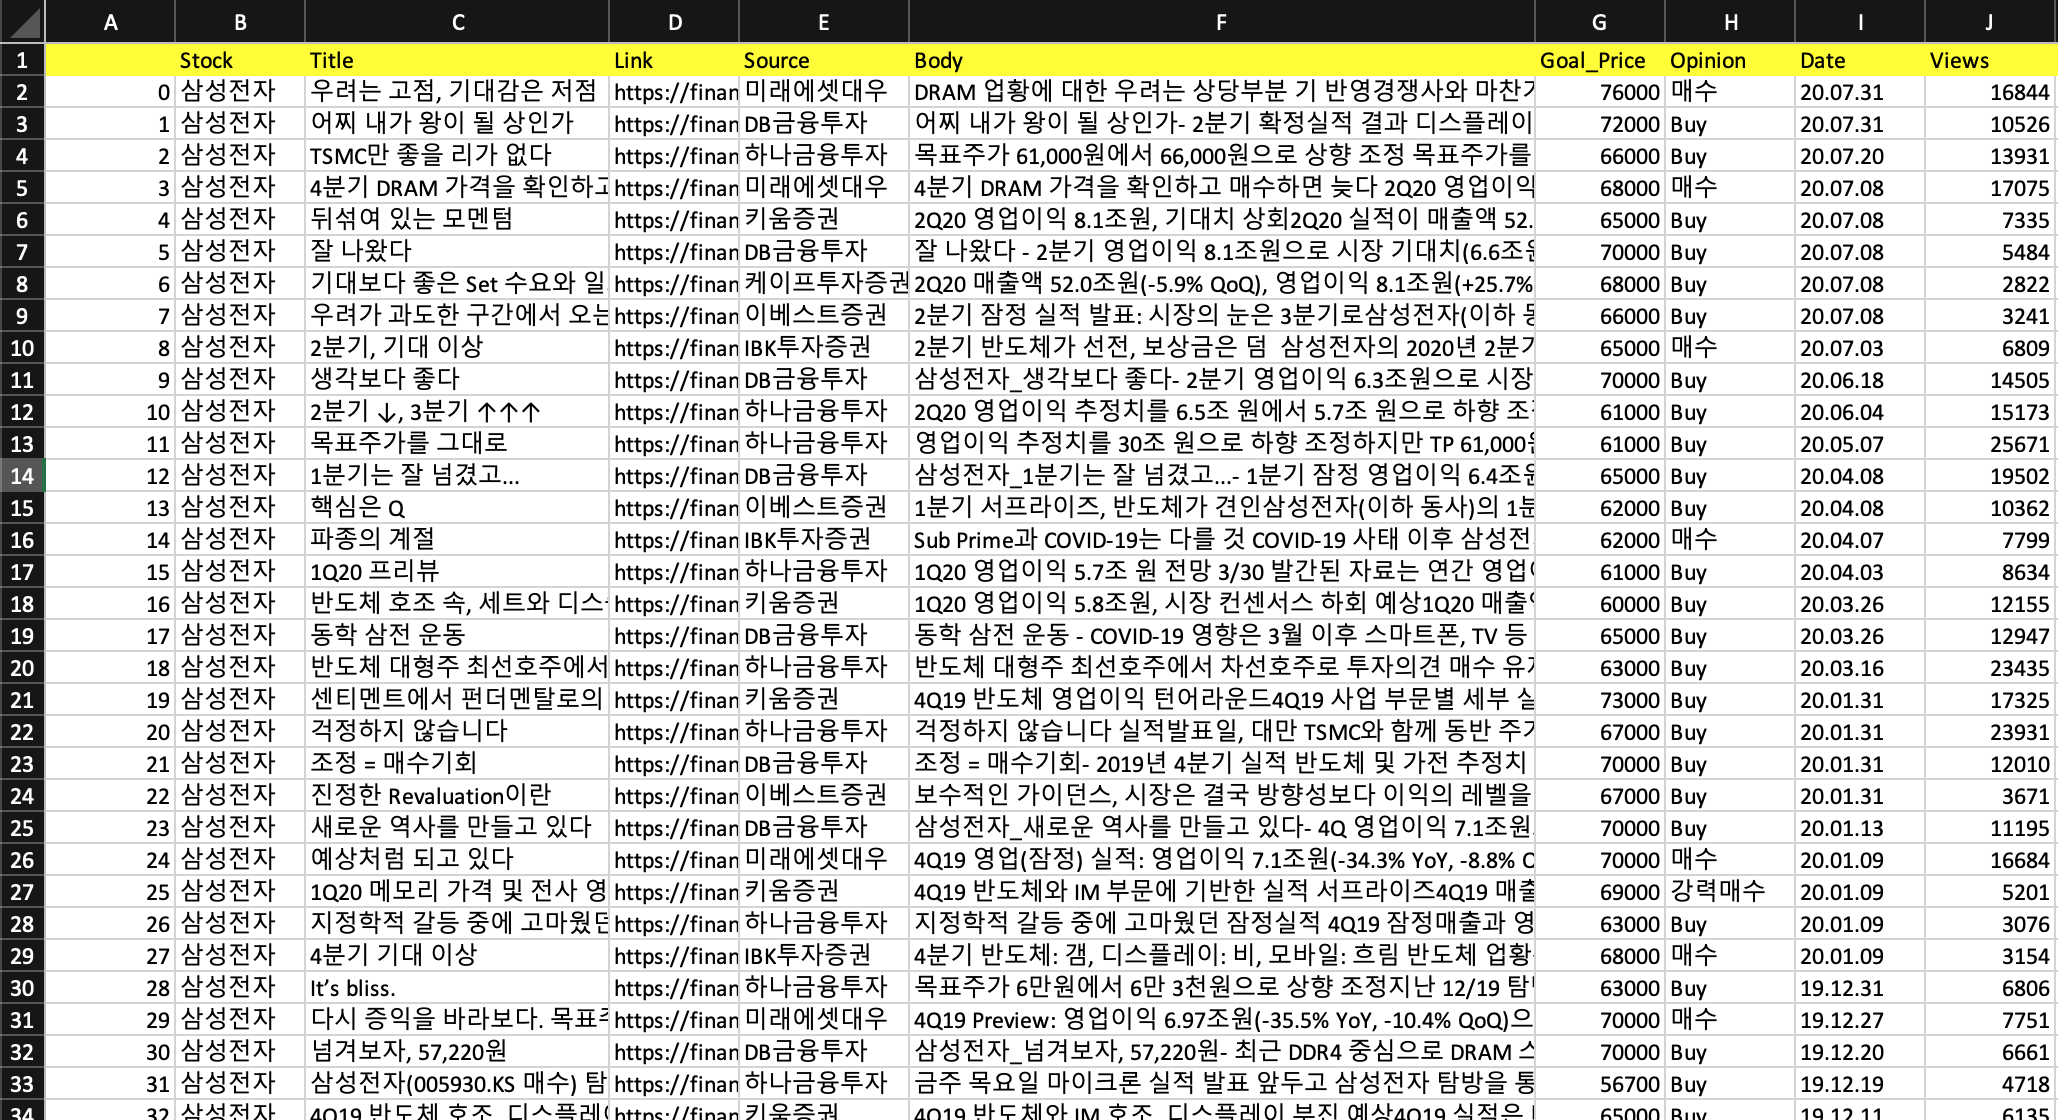 A B C D E F G H I J
1 Stock Title Link Source Body Goal_Price Opinion Date Views
2 0 삼성전자 우려는 고점, 기대감은 저점 https://finan 미래에셋대우 DRAM 업황에 대한 우려는 상당부분 기 반영경쟁사와 마찬가 76000 매수 20.07.31 16844
3 1 삼성전자 어찌 내가 왕이 될 상인가 https://finan DB금융투자 어찌 내가 왕이 될 상인가- 2분기 확정실적 결과 디스플레이 72000 Buy 20.07.31 10526
4 2 삼성전자 TSMC만 좋을 리가 없다 https://finan 하나금융투자 목표주가 61,000원에서 66,000원으로 상향 조정 목표주가를 66000 Buy 20.07.20 13931
5 3 삼성전자 4분기 DRAM 가격을 확인하고 https://finan 미래에셋대우 4분기 DRAM 가격을 확인하고 매수하면 늦다 2Q20 영업이익 68000 매수 20.07.08 17075
6 4 삼성전자 뒤섞여 있는 모멘텀 https://finan 키움증권 2Q20 영업이익 8.1조원, 기대치 상회2Q20 실적이 매출액 52. 65000 Buy 20.07.08 7335
7 5 삼성전자 잘 나왔다 https://finan DB금융투자 잘 나왔다 - 2분기 영업이익 8.1조원으로 시장 기대치(6.6조원 70000 Buy 20.07.08 5484
8 6 삼성전자 기대보다 좋은 Set 수요와 일 https://finan 케이프투자증권 2Q20 매출액 52.0조원(-5.9% QoQ), 영업이익 8.1조원(+25.7% 68000 Buy 20.07.08 2822
9 7 삼성전자 우려가 과도한 구간에서 오는 https://finan 이베스트증권 2분기 잠정 실적 발표: 시장의 눈은 3분기로삼성전자(이하 동 66000 Buy 20.07.08 3241
10 8 삼성전자 2분기, 기대 이상 https://finan IBK투자증권 2분기 반도체가 선전, 보상금은 덤 삼성전자의 2020년 2분기 65000 매수 20.07.03 6809
11 9 삼성전자 생각보다 좋다 https://finan DB금융투자 삼성전자_생각보다 좋다- 2분기 영업이익 6.3조원으로 시장 70000 Buy 20.06.18 14505
12 10 삼성전자 2분기 ↓, 3분기 ↑↑↑ https://finan 하나금융투자 2Q20 영업이익 추정치를 6.5조 원에서 5.7조 원으로 하향 조정 61000 Buy 20.06.04 15173
13 11 삼성전자 목표주가를 그대로 https://finan 하나금융투자 영업이익 추정치를 30조 원으로 하향 조정하지만 TP 61,000원 61000 Buy 20.05.07 25671
14 12 삼성전자 1분기는 잘 넘겼고... https://finan DB금융투자 삼성전자_1분기는 잘 넘겼고...- 1분기 잠정 영업이익 6.4조원 65000 Buy 20.04.08 19502
15 13 삼성전자 핵심은 Q https://finan 이베스트증권 1분기 서프라이즈, 반도체가 견인삼성전자(이하 동사)의 1분 62000 Buy 20.04.08 10362
16 14 삼성전자 파종의 계절 https://finan IBK투자증권 Sub Prime과 COVID-19는 다를 것 COVID-19 사태 이후 삼성전 62000 매수 20.04.07 7799
17 15 삼성전자 1Q20 프리뷰 https://finan 하나금융투자 1Q20 영업이익 5.7조 원 전망 3/30 발간된 자료는 연간 영업이 61000 Buy 20.04.03 8634
18 16 삼성전자 반도체 호조 속, 세트와 디스 https://finan 키움증권 1Q20 영업이익 5.8조원, 시장 컨센서스 하회 예상1Q20 매출액 60000 Buy 20.03.26 12155
19 17 삼성전자 동학 삼전 운동 https://finan DB금융투자 동학 삼전 운동 - COVID-19 영향은 3월 이후 스마트폰, TV 등 65000 Buy 20.03.26 12947
20 18 삼성전자 반도체 대형주 최선호주에서 https://finan 하나금융투자 반도체 대형주 최선호주에서 차선호주로 투자의견 매수 유지 63000 Buy 20.03.16 23435
21 19 삼성전자 센티멘트에서 펀더멘탈로의 https://finan 키움증권 4Q19 반도체 영업이익 턴어라운드4Q19 사업 부문별 세부 실 73000 Buy 20.01.31 17325
22 20 삼성전자 걱정하지 않습니다 https://finan 하나금융투자 걱정하지 않습니다 실적발표일, 대만 TSMC와 함께 동반 주가 67000 Buy 20.01.31 23931
23 21 삼성전자 조정 = 매수기회 https://finan DB금융투자 조정 = 매수기회- 2019년 4분기 실적 반도체 및 가전 추정치 70000 Buy 20.01.31 12010
24 22 삼성전자 진정한 Revaluation이란 https://finan 이베스트증권 보수적인 가이던스, 시장은 결국 방향성보다 이익의 레벨을 67000 Buy 20.01.31 3671
25 23 삼성전자 새로운 역사를 만들고 있다 https://finan DB금융투자 삼성전자_새로운 역사를 만들고 있다- 4Q 영업이익 7.1조원 70000 Buy 20.01.13 11195
26 24 삼성전자 예상처럼 되고 있다 https://finan 미래에셋대우 4Q19 영업(잠정) 실적: 영업이익 7.1조원(-34.3% YoY, -8.8% Q 70000 매수 20.01.09 16684
27 25 삼성전자 1Q20 메모리 가격 및 전사 영 https://finan 키움증권 4Q19 반도체와 IM 부문에 기반한 실적 서프라이즈4Q19 매출 69000 강력매수 20.01.09 5201
28 26 삼성전자 지정학적 갈등 중에 고마웠던 https://finan 하나금융투자 지정학적 갈등 중에 고마웠던 잠정실적 4Q19 잠정매출과 영 63000 Buy 20.01.09 3076
29 27 삼성전자 4분기 기대 이상 https://finan IBK투자증권 4분기 반도체: 갬, 디스플레이: 비, 모바일: 흐림 반도체 업황 68000 매수 20.01.09 3154
30 28 삼성전자 It's bliss. https://finan 하나금융투자 목표주가 6만원에서 6만 3천원으로 상향 조정지난 12/19 탐 63000 Buy 19.12.31 6806
31 29 삼성전자 다시 증익을 바라보다. 목표주 https://finan 미래에셋대우 4Q19 Preview: 영업이익 6.97조원(-35.5% YoY, -10.4% QoQ)으 70000 매수 19.12.27 7751
32 30 삼성전자 넘겨보자, 57,220원 https://finan DB금융투자 삼성전자_넘겨보자, 57,220원- 최근 DDR4 중심으로 DRAM 스 70000 Buy 19.12.20 6661
33 31 삼성전자 삼성전자(005930.KS 매수) 탐 https://finan 하나금융투자 금주 목요일 마이크론 실적 발표 앞두고 삼성전자 탐방을 통 56700 Buy 19.12.19 4718
34 32 삼성전자 4Q19 반도체 호조, 디스플레이 https://finan 키움증권 4Q19 반도체와 IM 호조, 디스플레이 부진 예상4Q19 실적은 65000 Buy 19.12.11 6135